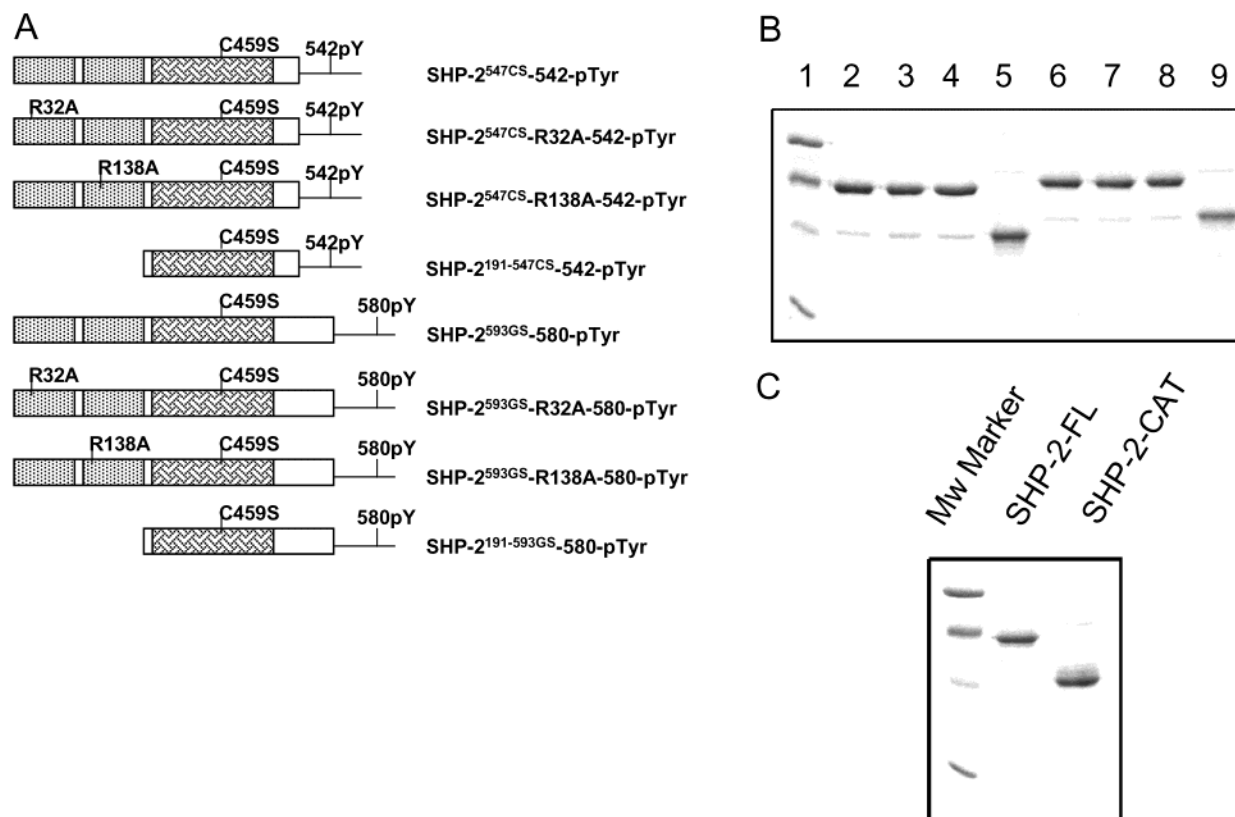 A
C459S 542pY
SHP-2547CS-542-pTyr
R32A C459S 542pY
SHP-2547CS-R32A-542-pTyr
R138A C459S 542pY
SHP-2547CS-R138A-542-pTyr
C459S 542pY
SHP-2191-547CS-542-pTyr
C459S 580pY
SHP-2593GS-580-pTyr
R32A C459S 580pY
SHP-2593GS-R32A-580-pTyr
R138A C459S 580pY
SHP-2593GS-R138A-580-pTyr
C459S 580pY
SHP-2191-593GS-580-pTyr
B
1 2 3 4 5 6 7 8 9
C
Mw Marker
SHP-2-FL
SHP-2-CAT